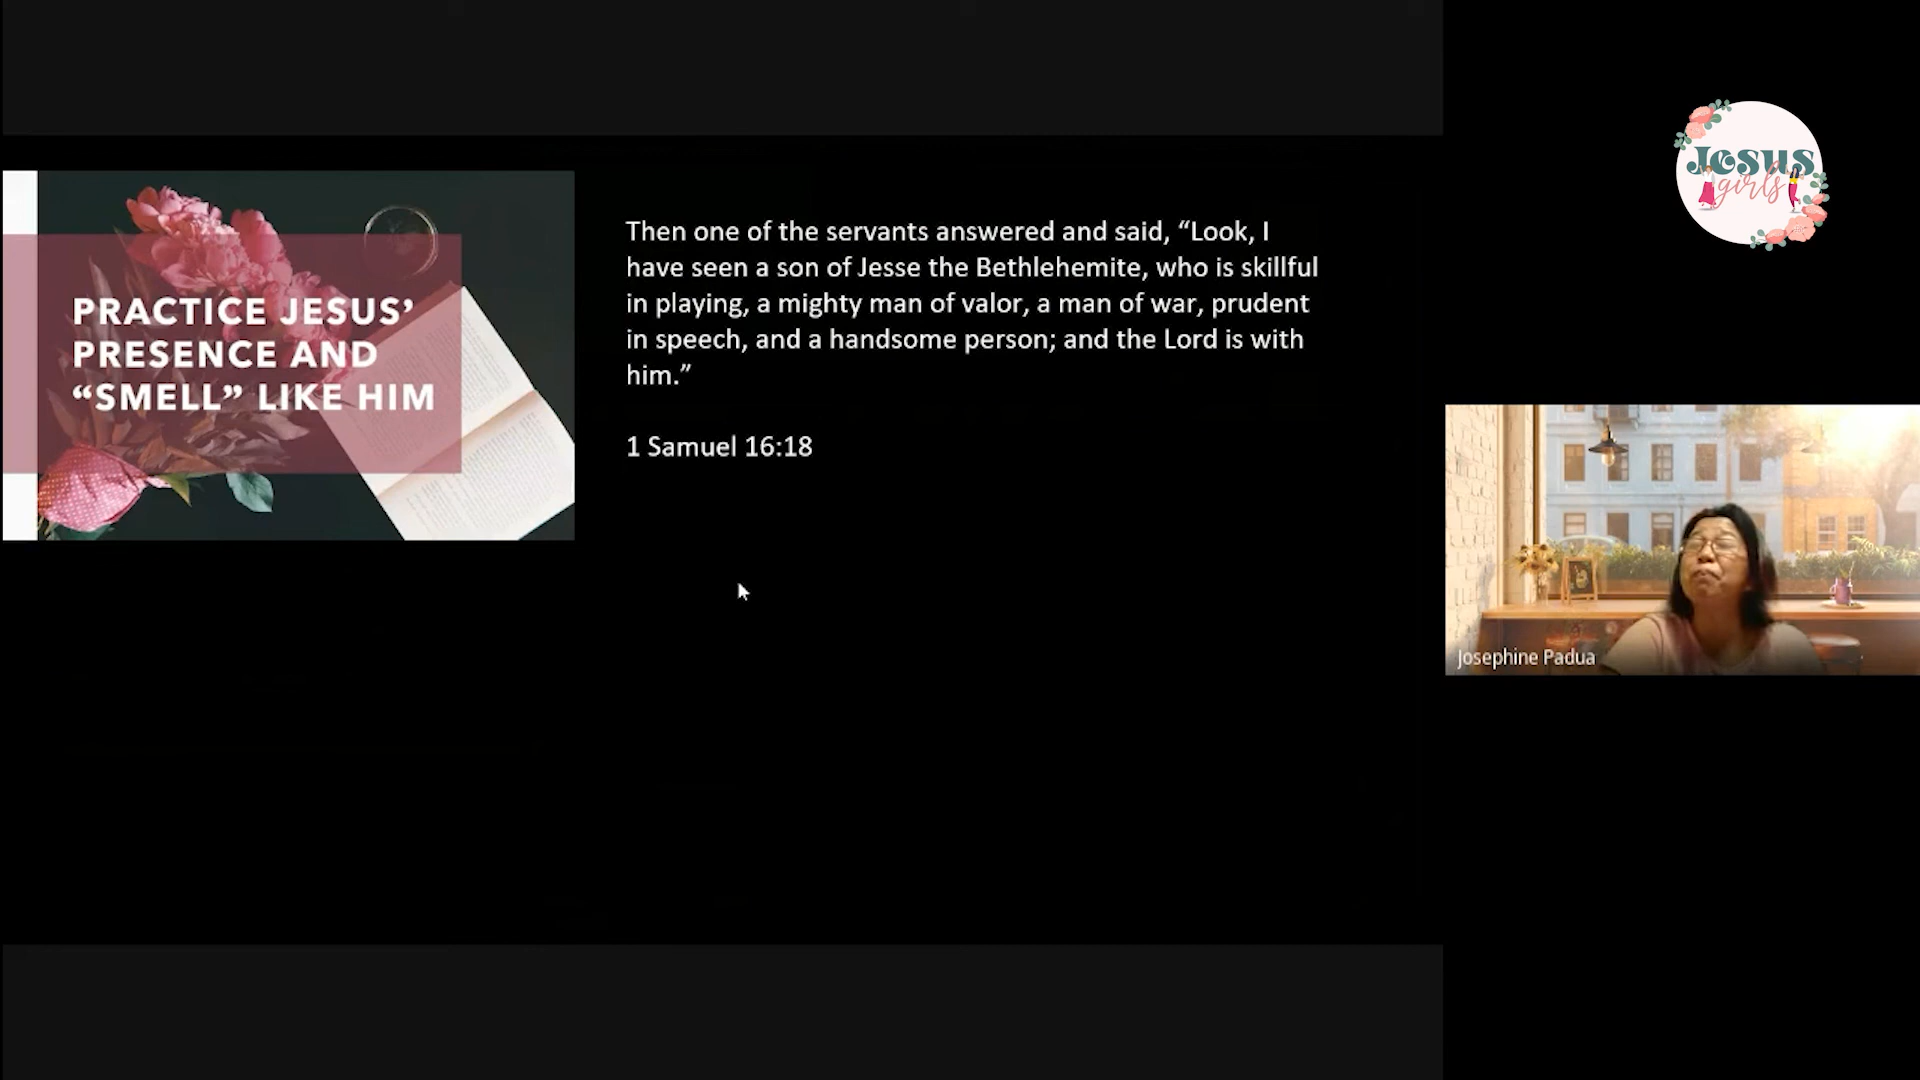 PRACTICE JESUS’
PRESENCE AND
“SMELL” LIKE HIM
Then one of the servants answered and said, “Look, I
have seen a son of Jesse the Bethlehemite, who is skillful
in playing, a mighty man of valor, a man of war, prudent
in speech, and a handsome person; and the Lord is with
him.”
1 Samuel 16:18
Jesus
girls
Josephine Padua